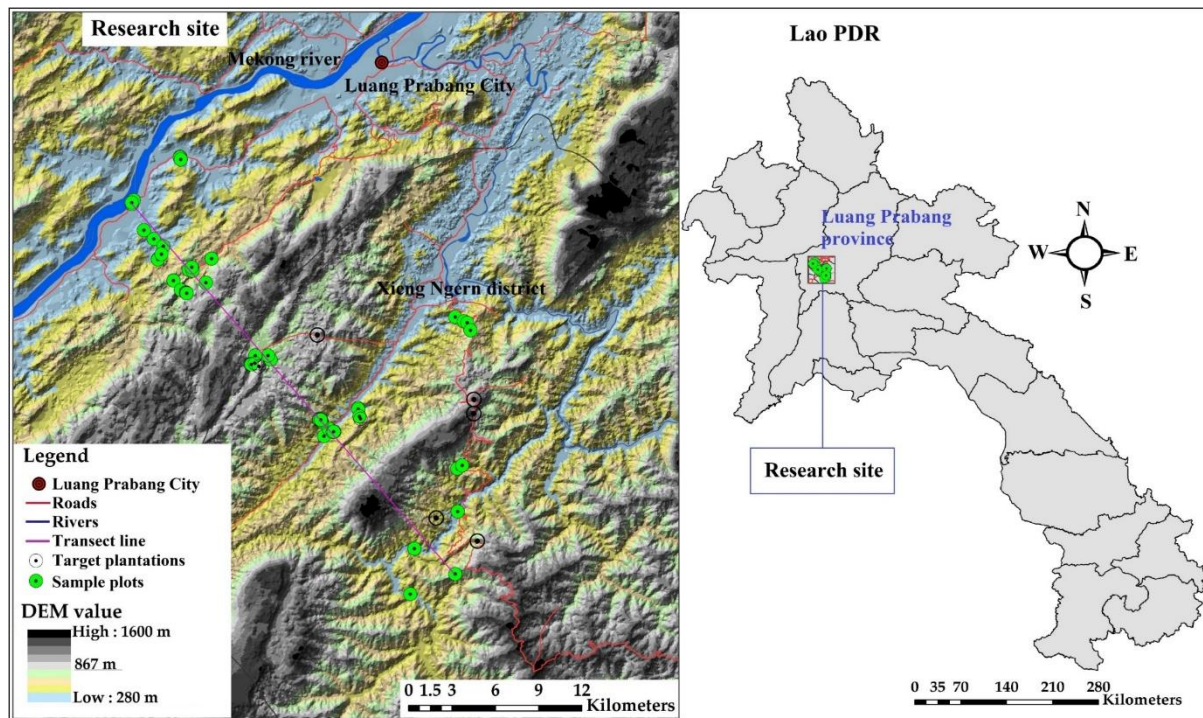 Research site
Mekong river
Luang Prabang City
Xieng Ngern district
Legend
Luang Prabang City
Roads
Rivers
Transect line
Target plantations
Sample plots
DEM value
High : 1600 m
867 m
Low : 280 m
0 1.5 3 6 9 12
Kilometers
Lao PDR
Luang Prabang
province
N
W E
S
Research site
0 35 70 140 210 280
Kilometers